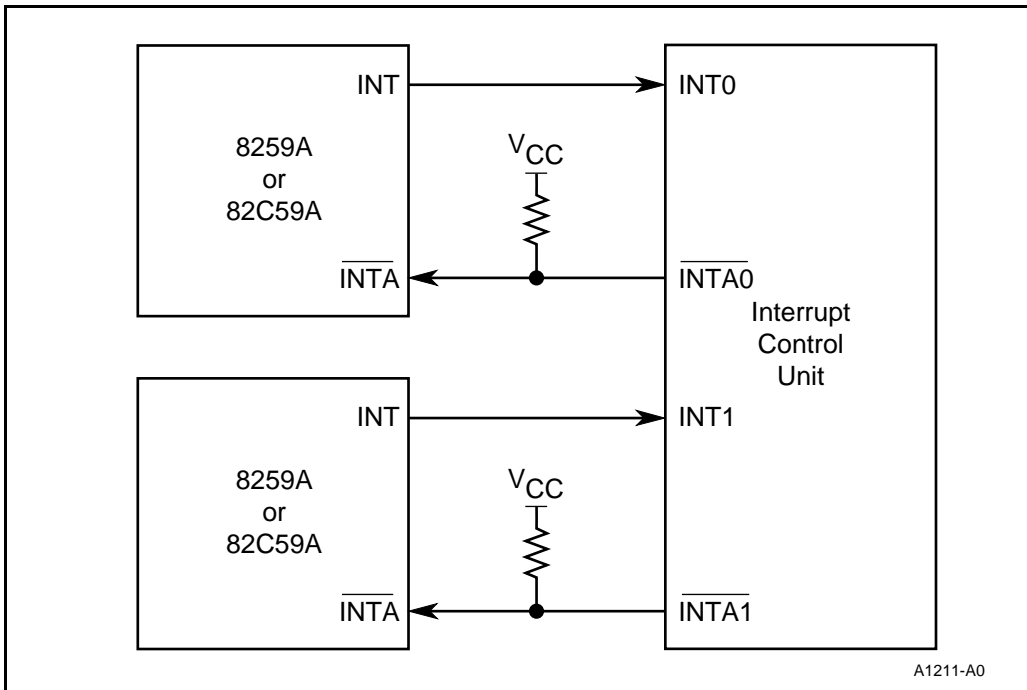 INT
8259A
or
82C59A
INTA
VCC
INT0
INTA0
Interrupt
Control
Unit
INT
8259A
or
82C59A
INTA
VCC
INT1
INTA1
A1211-A0